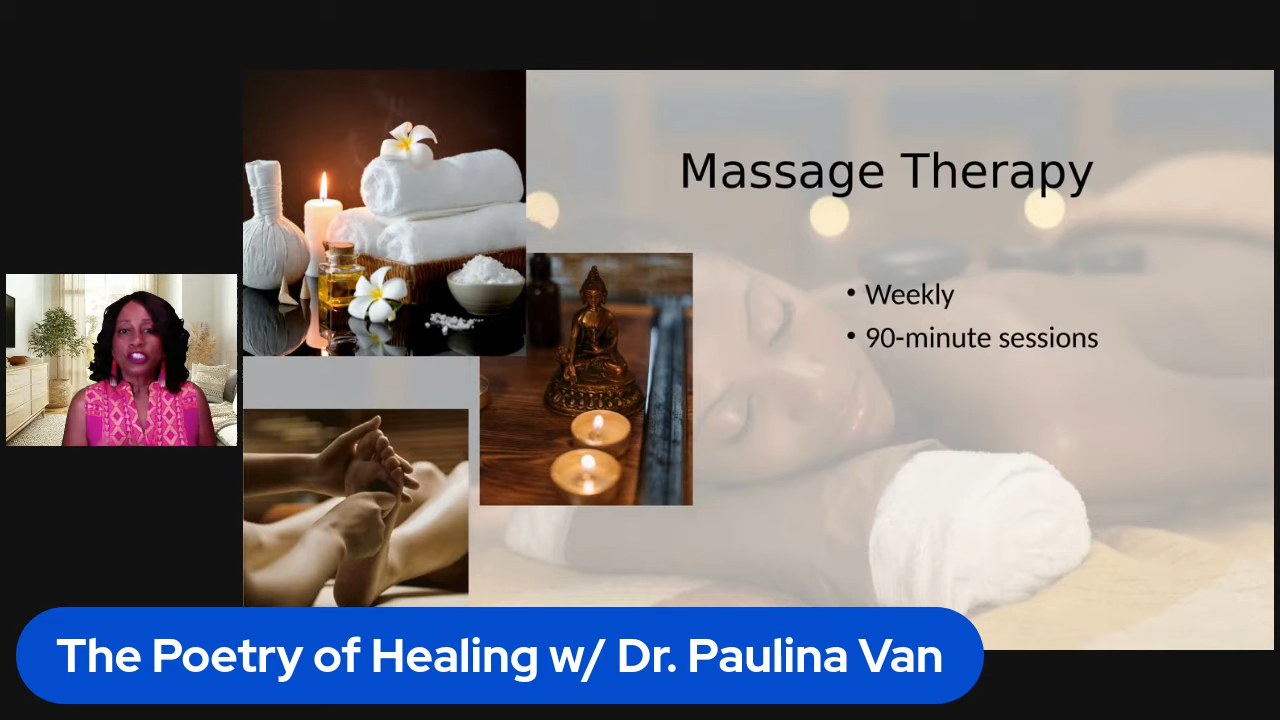 Massage Therapy
• Weekly
• 90-minute sessions
The Poetry of Healing w/ Dr. Paulina Van